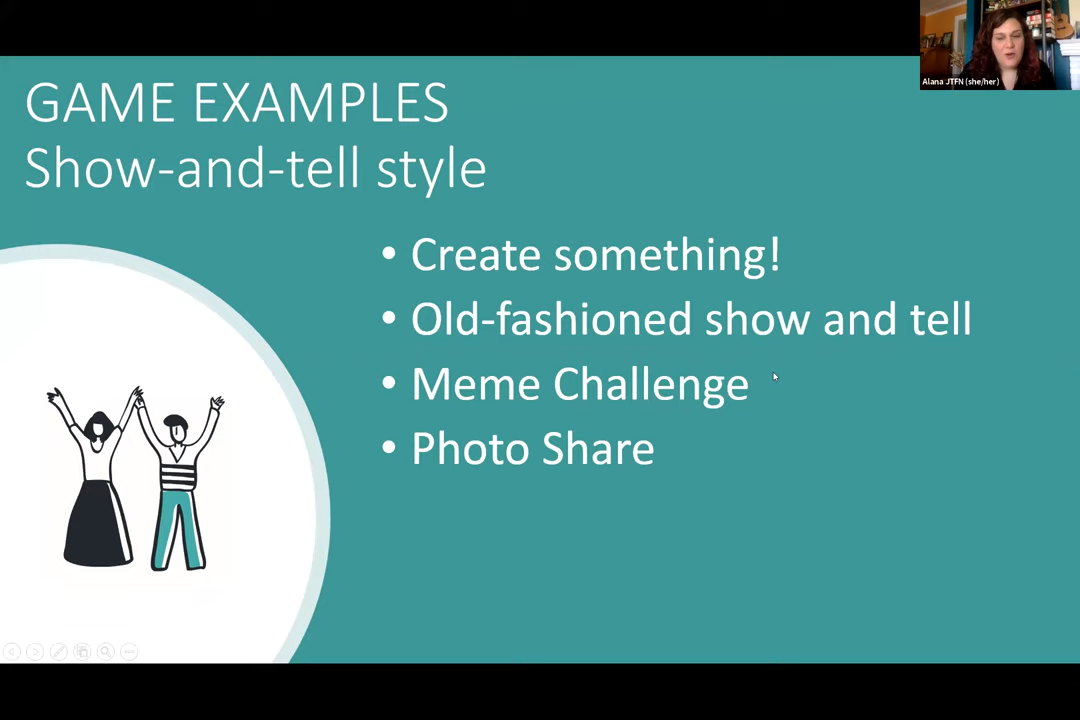 Alana JTFN (she/her)
GAME EXAMPLES
Show-and-tell style
• Create something!
• Old-fashioned show and tell
• Meme Challenge
• Photo Share